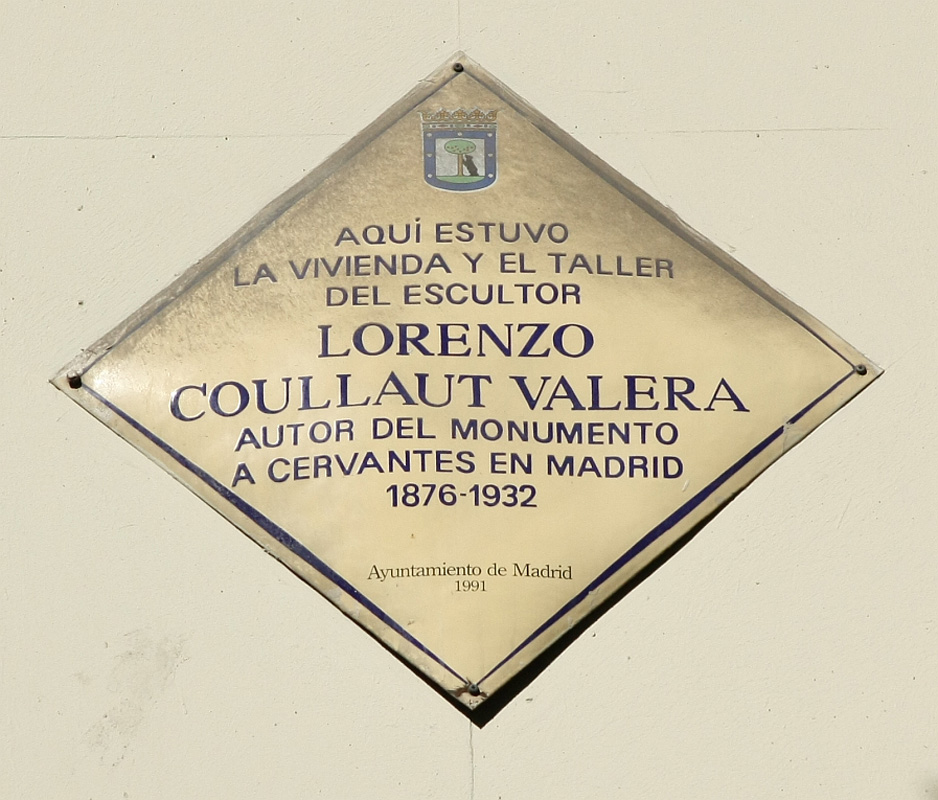 AQUÍ ESTUVO
LA VIVIENDA Y EL TALLER
DEL ESCULTOR
LORENZO
COULLAUT VALERA
AUTOR DEL MONUMENTO
A CERVANTES EN MADRID
1876-1932
Ayuntamiento de Madrid
1991